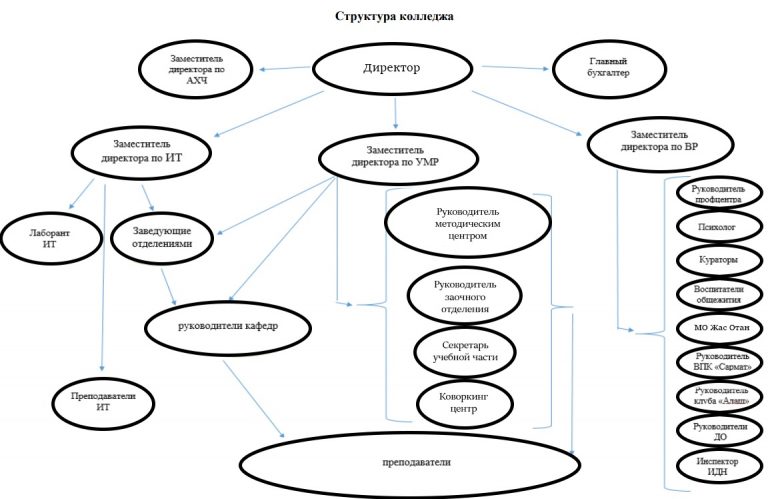 Структура колледжа
Заместитель
директора по
АХЧ
Директор
Главный
бухгалтер
Заместитель
директора по ИТ
Заместитель
директора по УМР
Заместитель
директора по ВР
Лаборант
ИТ
Заведующие
отделениями
Руководитель
методическим
центром
Руководитель
заочного
отделения
Секретарь
учебной части
Коворкинг
центр
руководители кафедр
Преподаватели
ИТ
преподаватели
Руководитель
профцентра
Психолог
Кураторы
Воспитатели
общежития
МО Жас Отан
Руководитель
ВПК «Сармат»
Руководитель
клуба «Алаш»
Руководители
ДО
Инспектор
ИДН